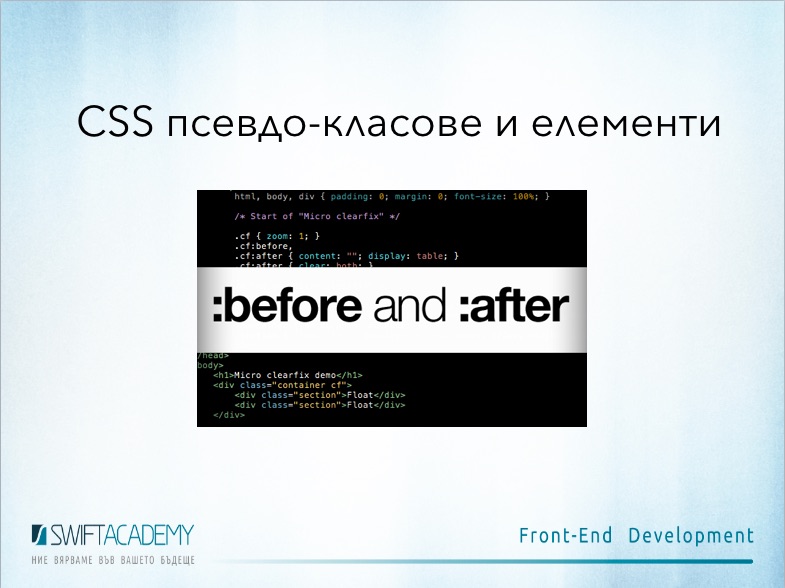 CSS псевдо-класове и елементи
html, body, div { padding: 0; margin: 0; font-size: 100%; }
/* Start of "Micro clearfix" */
.cf { zoom: 1; }
.cf:before,
.cf:after { content: ""; display: table; }
.cf:after { clear: both; }
:before and :after
/head>
body>
<h1>Micro clearfix demo</h1>
<div class="container cf">
<div class="section">Float</div>
<div class="section">Float</div>
</div>
SWIFTACADEMY
НИЕ ВЯРВАМЕ ВЪВ ВАШЕТО БЪДЕЩЕ
Front-End Development